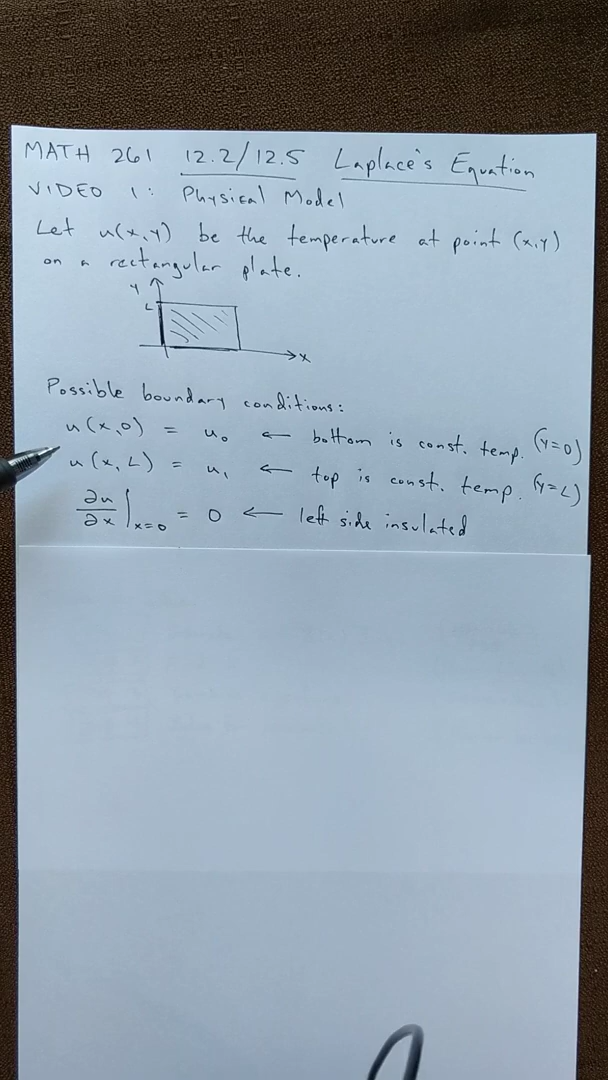 MATH 261 12.2/12.5 Laplace's Equation
VIDEO 1: Physical Model
Let u(x,y) be the temperature at point (x,y)
on a rectangular plate.
y
L
x
Possible boundary conditions:
u(x,0) = u₀ ← bottom is const. temp. (y=0)
u(x,L) = u₁ ← top is const. temp. (y=L)
∂u/∂x|ₓ₌₀ = 0 ← left side insulated